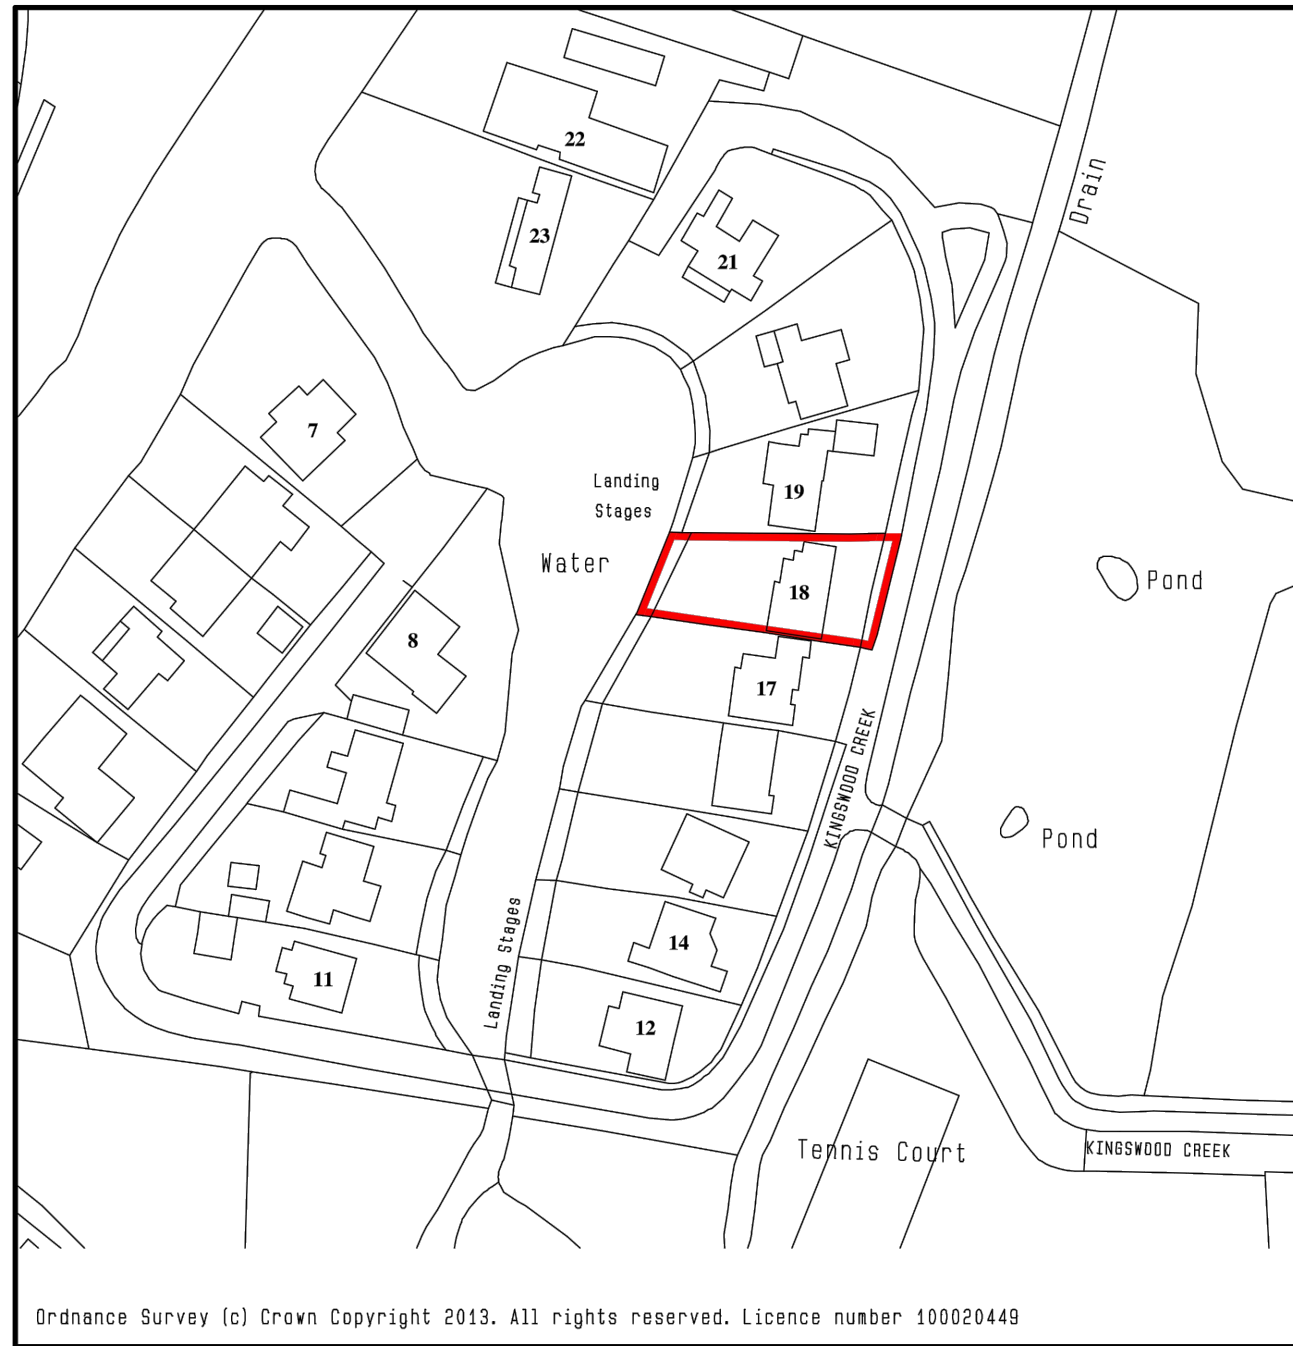 22
Drain
23
21
7
Landing
Stages
19
Water
Pond
18
8
17
KINGSWOOD CREEK
Pond
14
Landing Stages
11
12
Tennis Court
KINGSWOOD CREEK
Ordnance Survey (c) Crown Copyright 2013. All rights reserved. Licence number 100020449